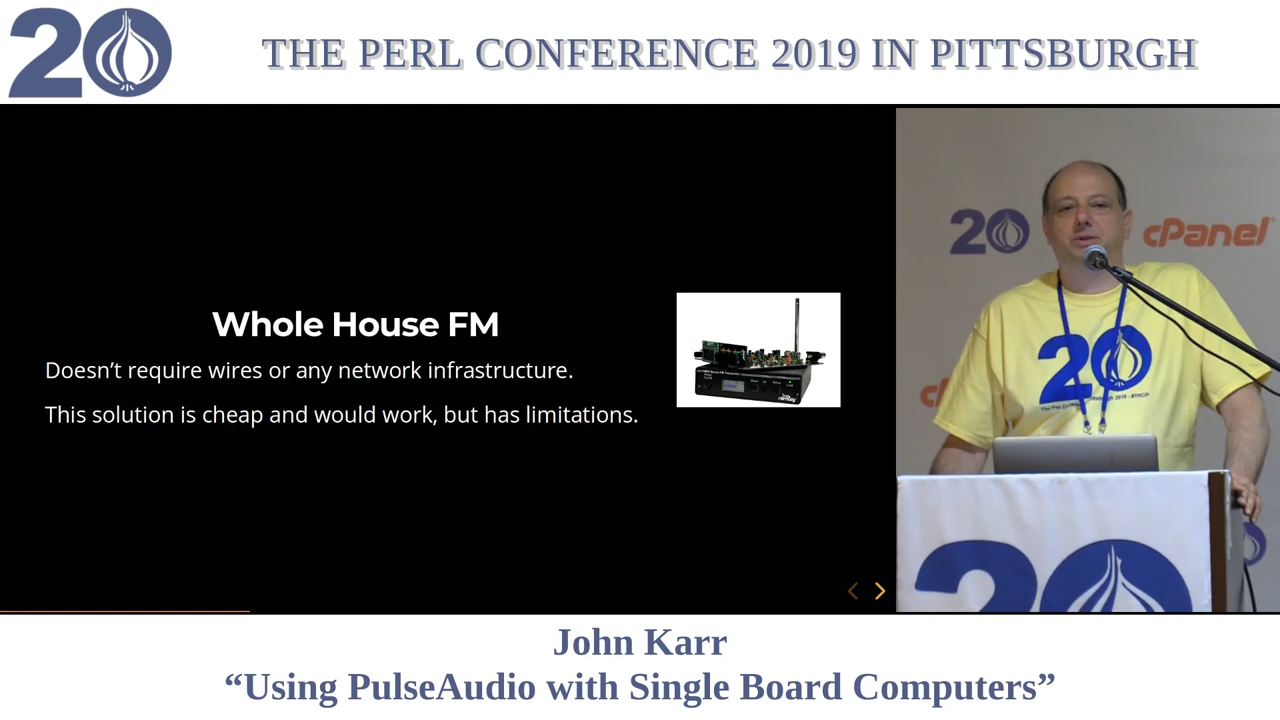 20
THE PERL CONFERENCE 2019 IN PITTSBURGH
Whole House FM
Doesn't require wires or any network infrastructure.
This solution is cheap and would work, but has limitations.
ramsey
20
cPanel
20
20
John Karr
“Using PulseAudio with Single Board Computers”